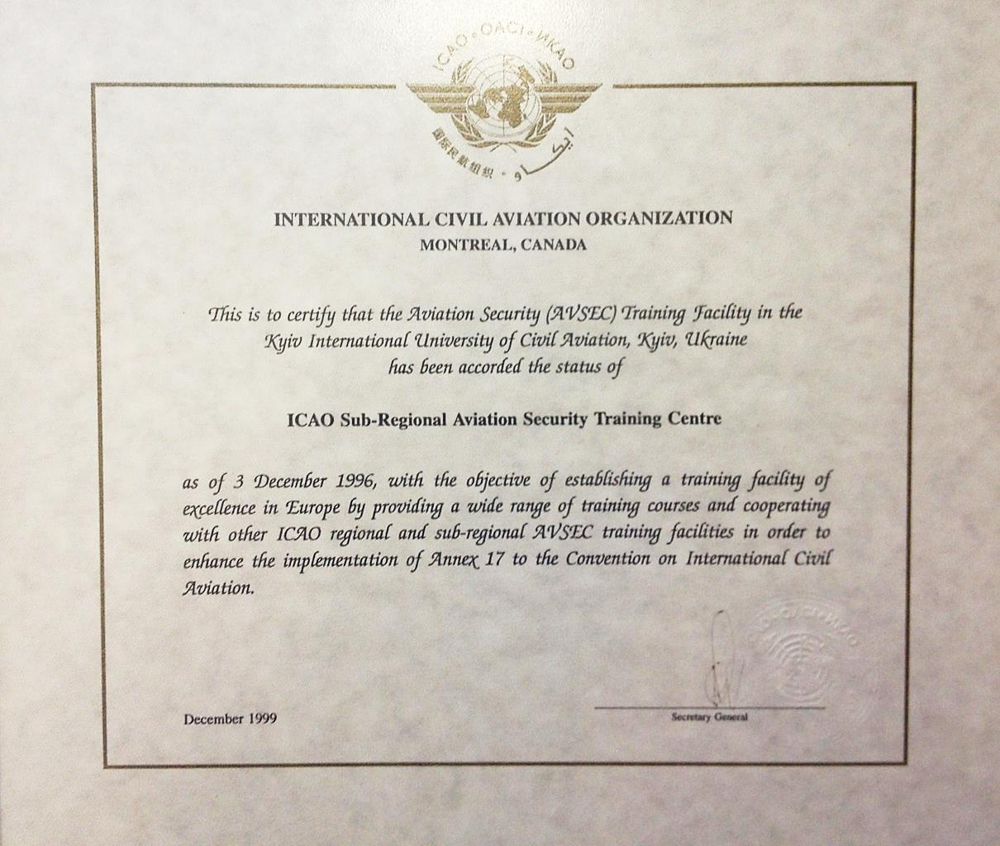 ICAO • OACI • ИКАО
国际民航组织 • ايكاو
INTERNATIONAL CIVIL AVIATION ORGANIZATION
MONTREAL, CANADA
This is to certify that the Aviation Security (AVSEC) Training Facility in the
Kyiv International University of Civil Aviation, Kyiv, Ukraine
has been accorded the status of
ICAO Sub-Regional Aviation Security Training Centre
as of 3 December 1996, with the objective of establishing a training facility of
excellence in Europe by providing a wide range of training courses and cooperating
with other ICAO regional and sub-regional AVSEC training facilities in order to
enhance the implementation of Annex 17 to the Convention on International Civil
Aviation.
December 1999
Secretary General